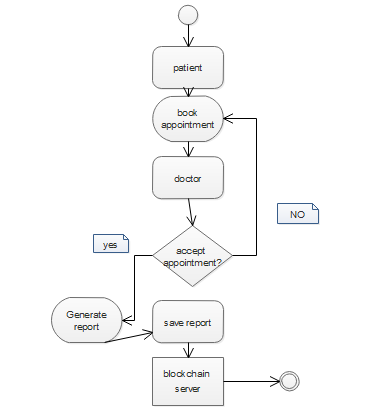 patient
book
appointment
doctor
NO
yes
accept
appointment?
Generate
report
save report
blockchain
server